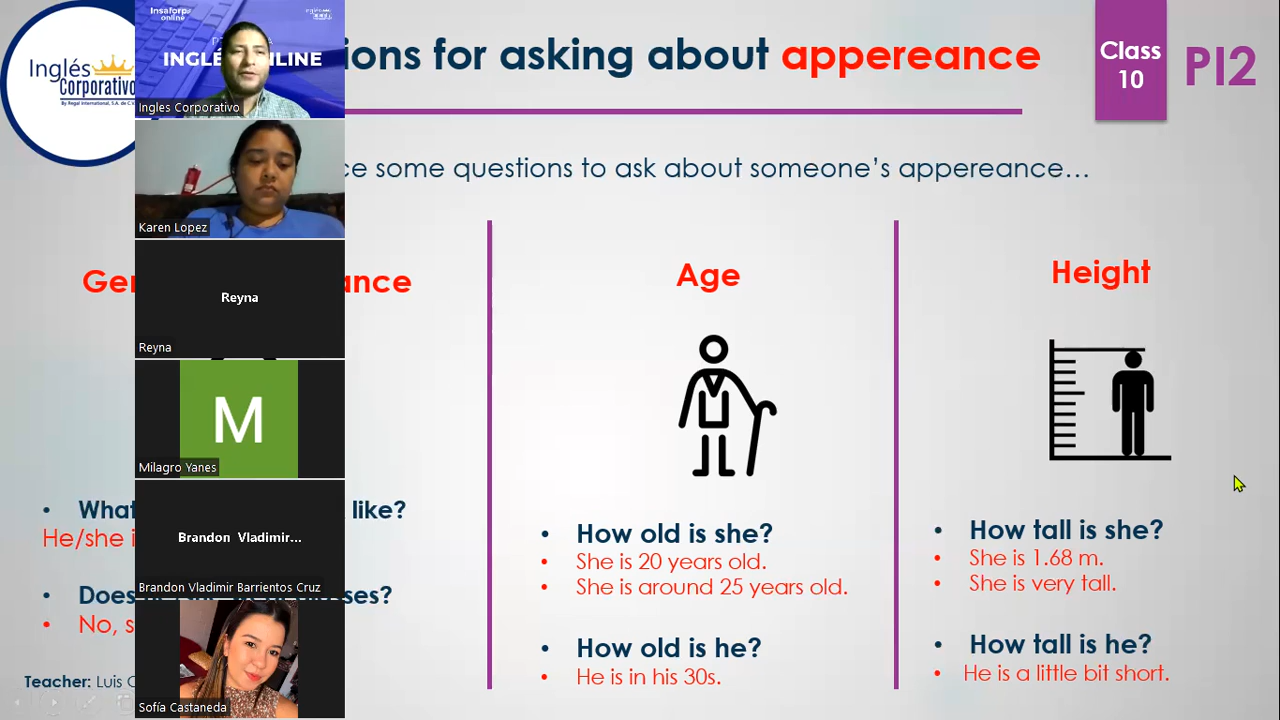 Insaforp
online
INGLÉ
LINE
Ingles Corporativo
Inglés
Corporativo
By Regal International, S.A. de C.V.
ions for asking about appereance
Class
10
PI2
ce some questions to ask about someone's appereance…
Karen Lopez
Reyna
Reyna
M
Milagro Yanes
Brandon Vladimir...
Brandon Vladimir Barrientos Cruz
Sofía Castaneda
Ger
ance
• What
like?
He/she i
• Does
ses?
• No, s
Teacher: Luis
Age
• How old is she?
• She is 20 years old.
• She is around 25 years old.
• How old is he?
• He is in his 30s.
Height
• How tall is she?
• She is 1.68 m.
• She is very tall.
• How tall is he?
• He is a little bit short.